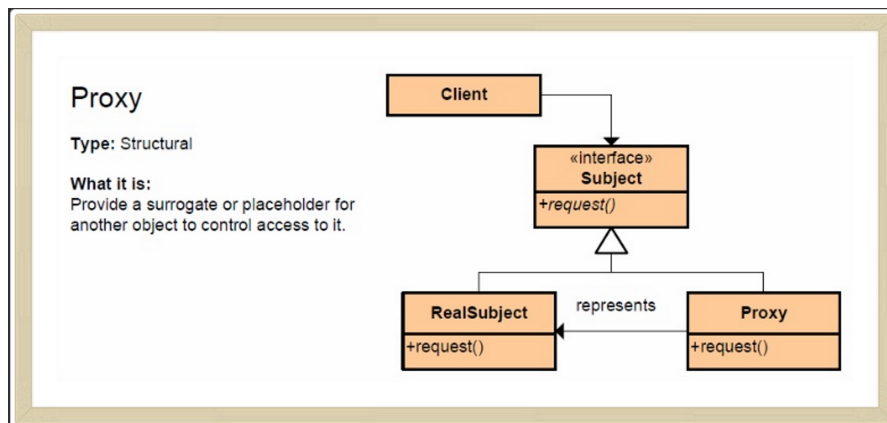 Proxy
Type: Structural
What it is:
Provide a surrogate or placeholder for
another object to control access to it.
Client
«interface»
Subject
+request()
RealSubject
+request()
represents
Proxy
+request()